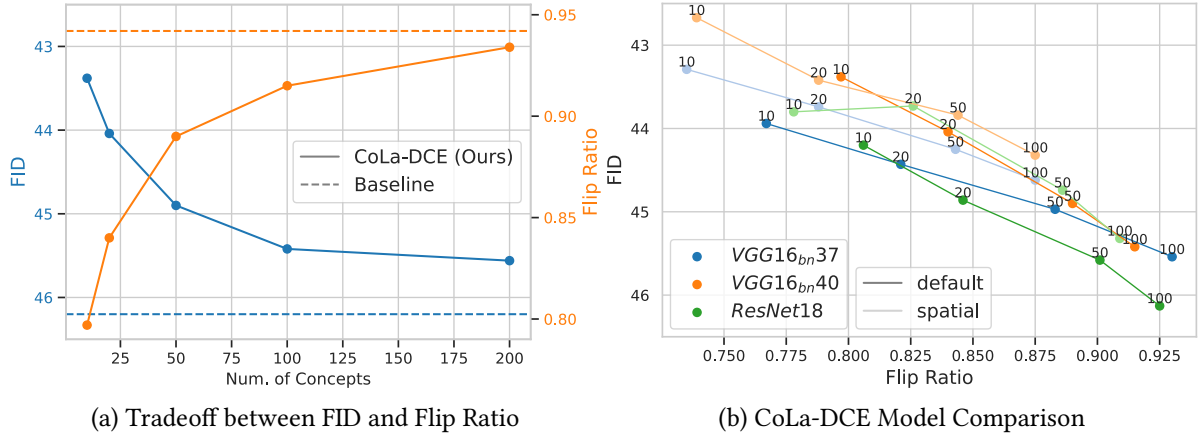 43
44
45
46
FID
0.95
0.90
0.85
0.80
Flip Ratio
CoLa-DCE (Ours)
Baseline
25 50 75 100 125 150 175 200
Num. of Concepts
(a) Tradeoff between FID and Flip Ratio
43
44
45
46
FID
10
10
20
10
20
10
20
50
10
20
10
20
50
100
20
50
100
50
50
20
50
100
100
50
100
100
VGG16bn37
VGG16bn40
ResNet18
default
spatial
0.750 0.775 0.800 0.825 0.850 0.875 0.900 0.925
Flip Ratio
(b) CoLa-DCE Model Comparison